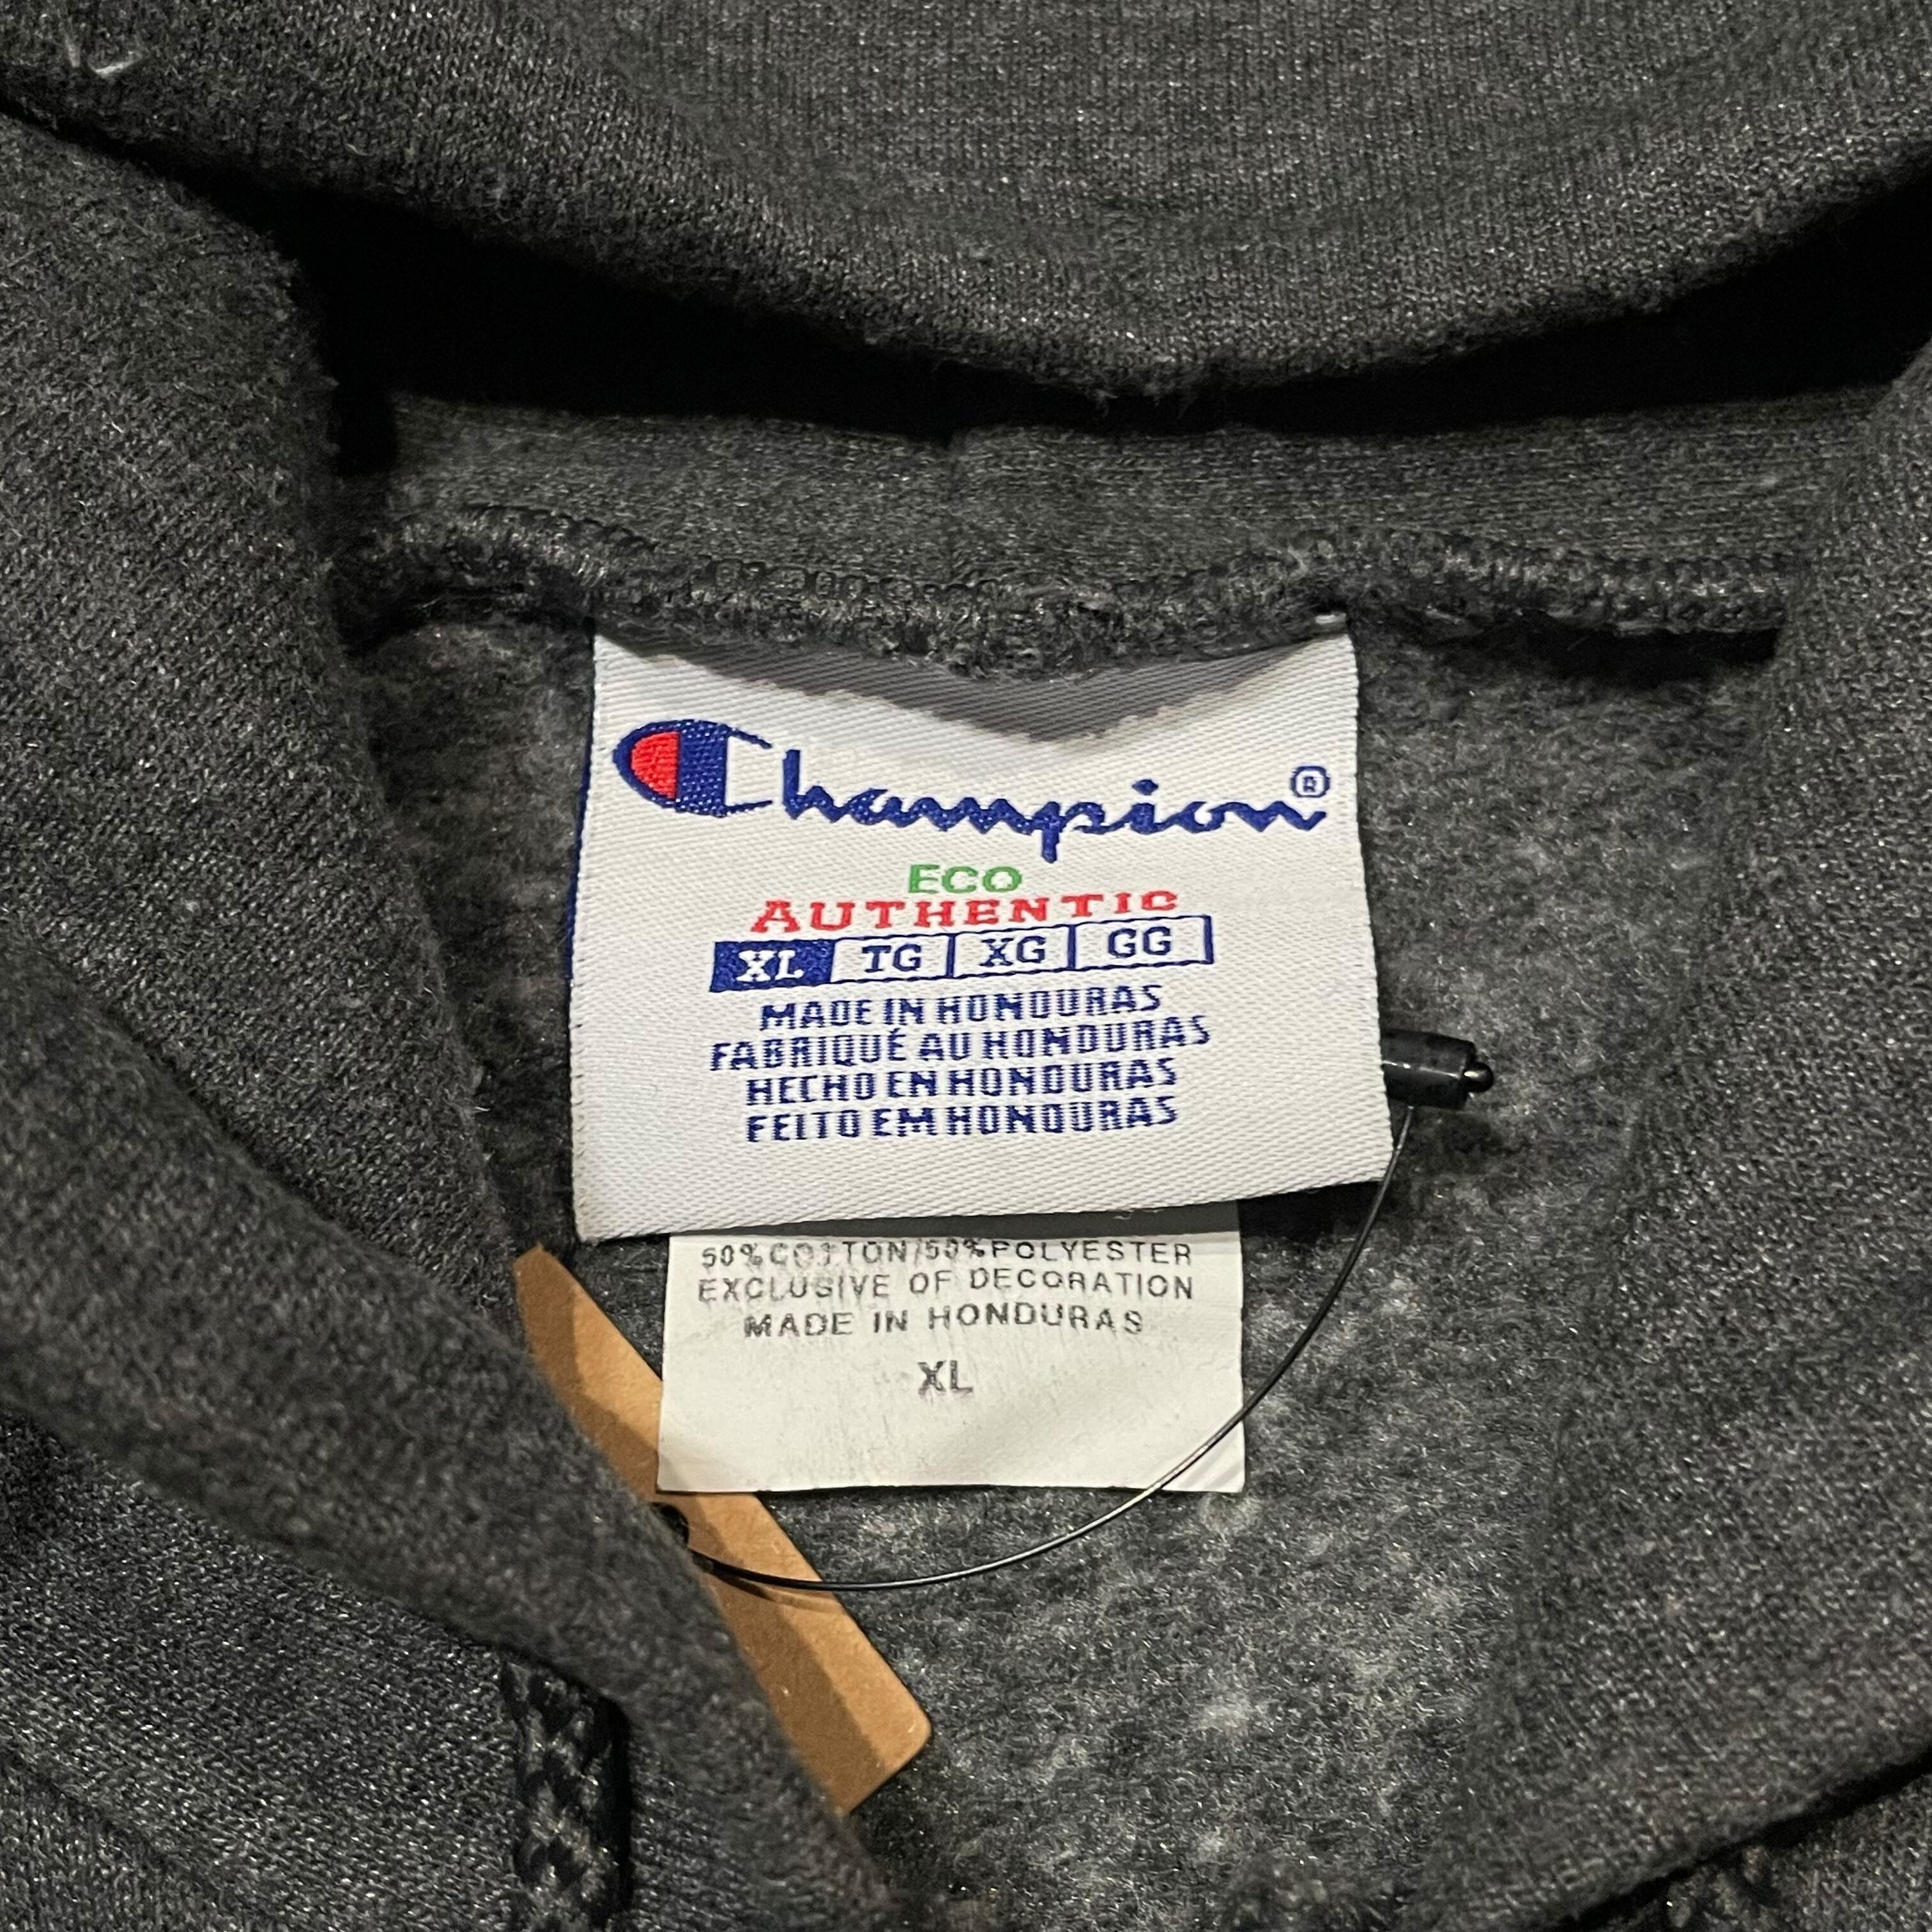 Champion®
ECO
AUTHENTIC
XL TG XG GG
MADE IN HONDURAS
FABRIQUÉ AU HONDURAS
HECHO EN HONDURAS
FEITO EM HONDURAS
50% COTTON/50% POLYESTER
EXCLUSIVE OF DECORATION
MADE IN HONDURAS
XL